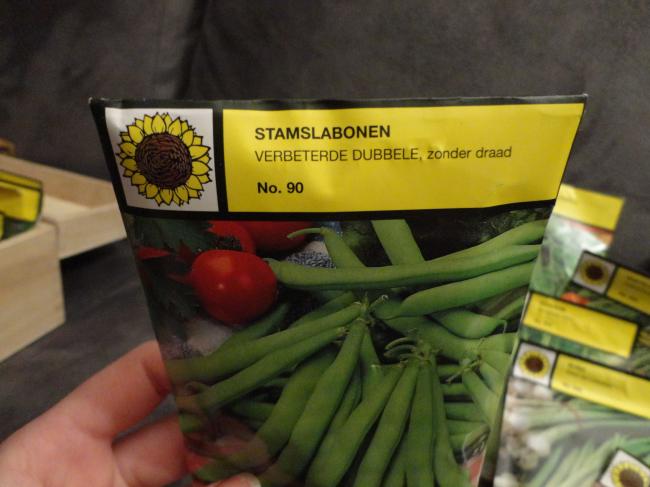 STAMSLABONEN
VERBETERDE DUBBELE, zonder draad
No. 90